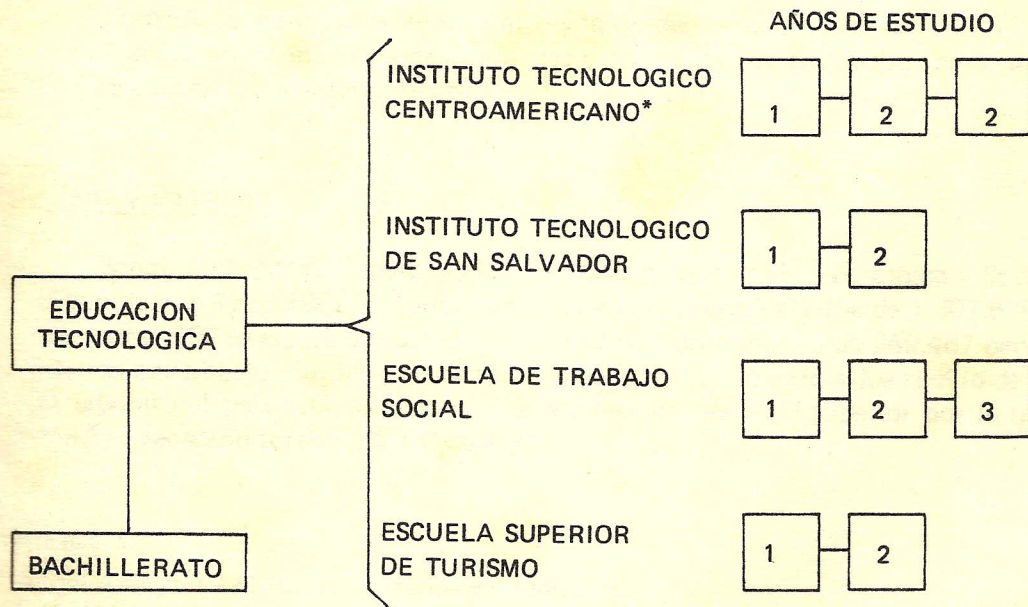 AÑOS DE ESTUDIO
INSTITUTO TECNOLOGICO
CENTROAMERICANO*
1 2 2
INSTITUTO TECNOLOGICO
DE SAN SALVADOR
1 2
EDUCACION
TECNOLOGICA
ESCUELA DE TRABAJO
SOCIAL
1 2 3
BACHILLERATO
ESCUELA SUPERIOR
DE TURISMO
1 2